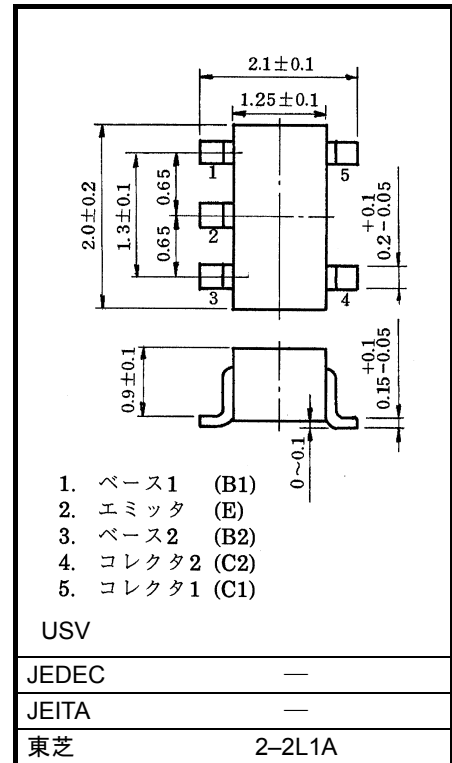 2.1±0.1
1.25±0.1
2.0±0.2
1.3±0.1
0.65
0.65
1
2
3
5
4
+0.1
0.2-0.05
0.9±0.1
+0.1
0.15-0.05
0~0.1
1. ベース1 (B1)
2. エミッタ (E)
3. ベース2 (B2)
4. コレクタ2 (C2)
5. コレクタ1 (C1)
USV
JEDEC —
JEITA —
東芝 2–2L1A